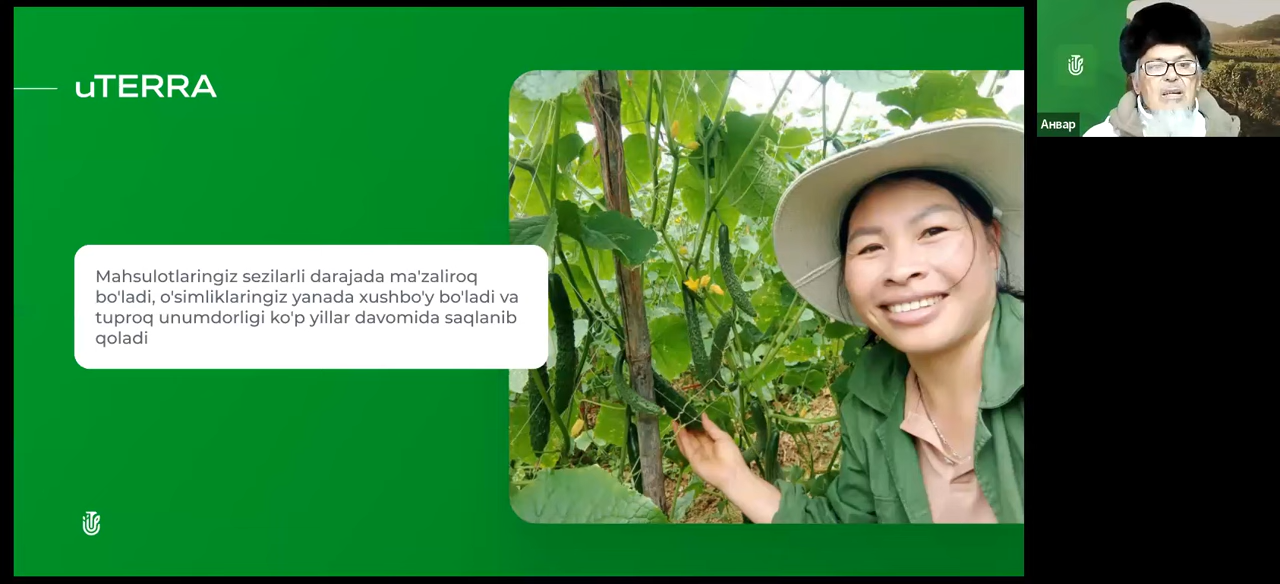 uTERRA
Mahsulotlaringiz sezilarli darajada ma'zaliroq
bo'ladi, o'simliklaringiz yanada xushbo'y bo'ladi va
tuproq unumdorligi ko'p yillar davomida saqlanib
qoladi
Анвар